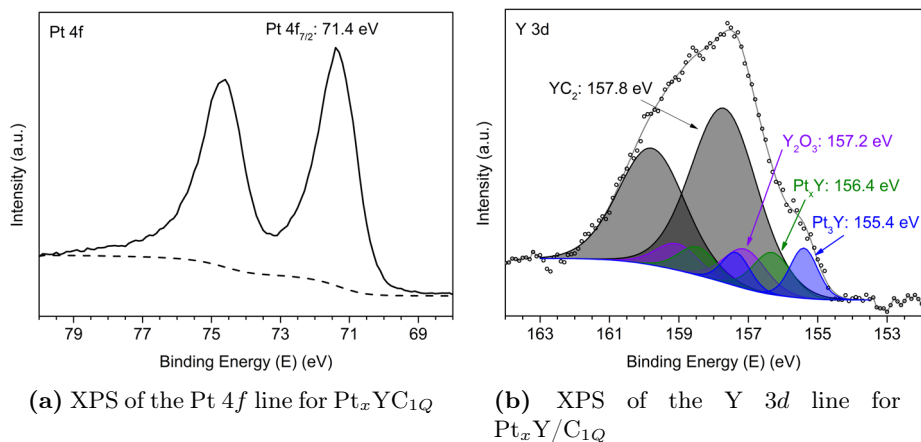 Pt 4f
Pt 4f7/2: 71.4 eV
Intensity (a.u.)
79 77 75 73 71 69
Binding Energy (E) (eV)
(a) XPS of the Pt 4f line for PtxYC1Q
Y 3d
YC2: 157.8 eV
Y2O3: 157.2 eV
PtxY: 156.4 eV
Pt3Y: 155.4 eV
Intensity (a.u.)
163 161 159 157 155 153
Binding Energy (E) (eV)
(b) XPS of the Y 3d line for
PtxY/C1Q